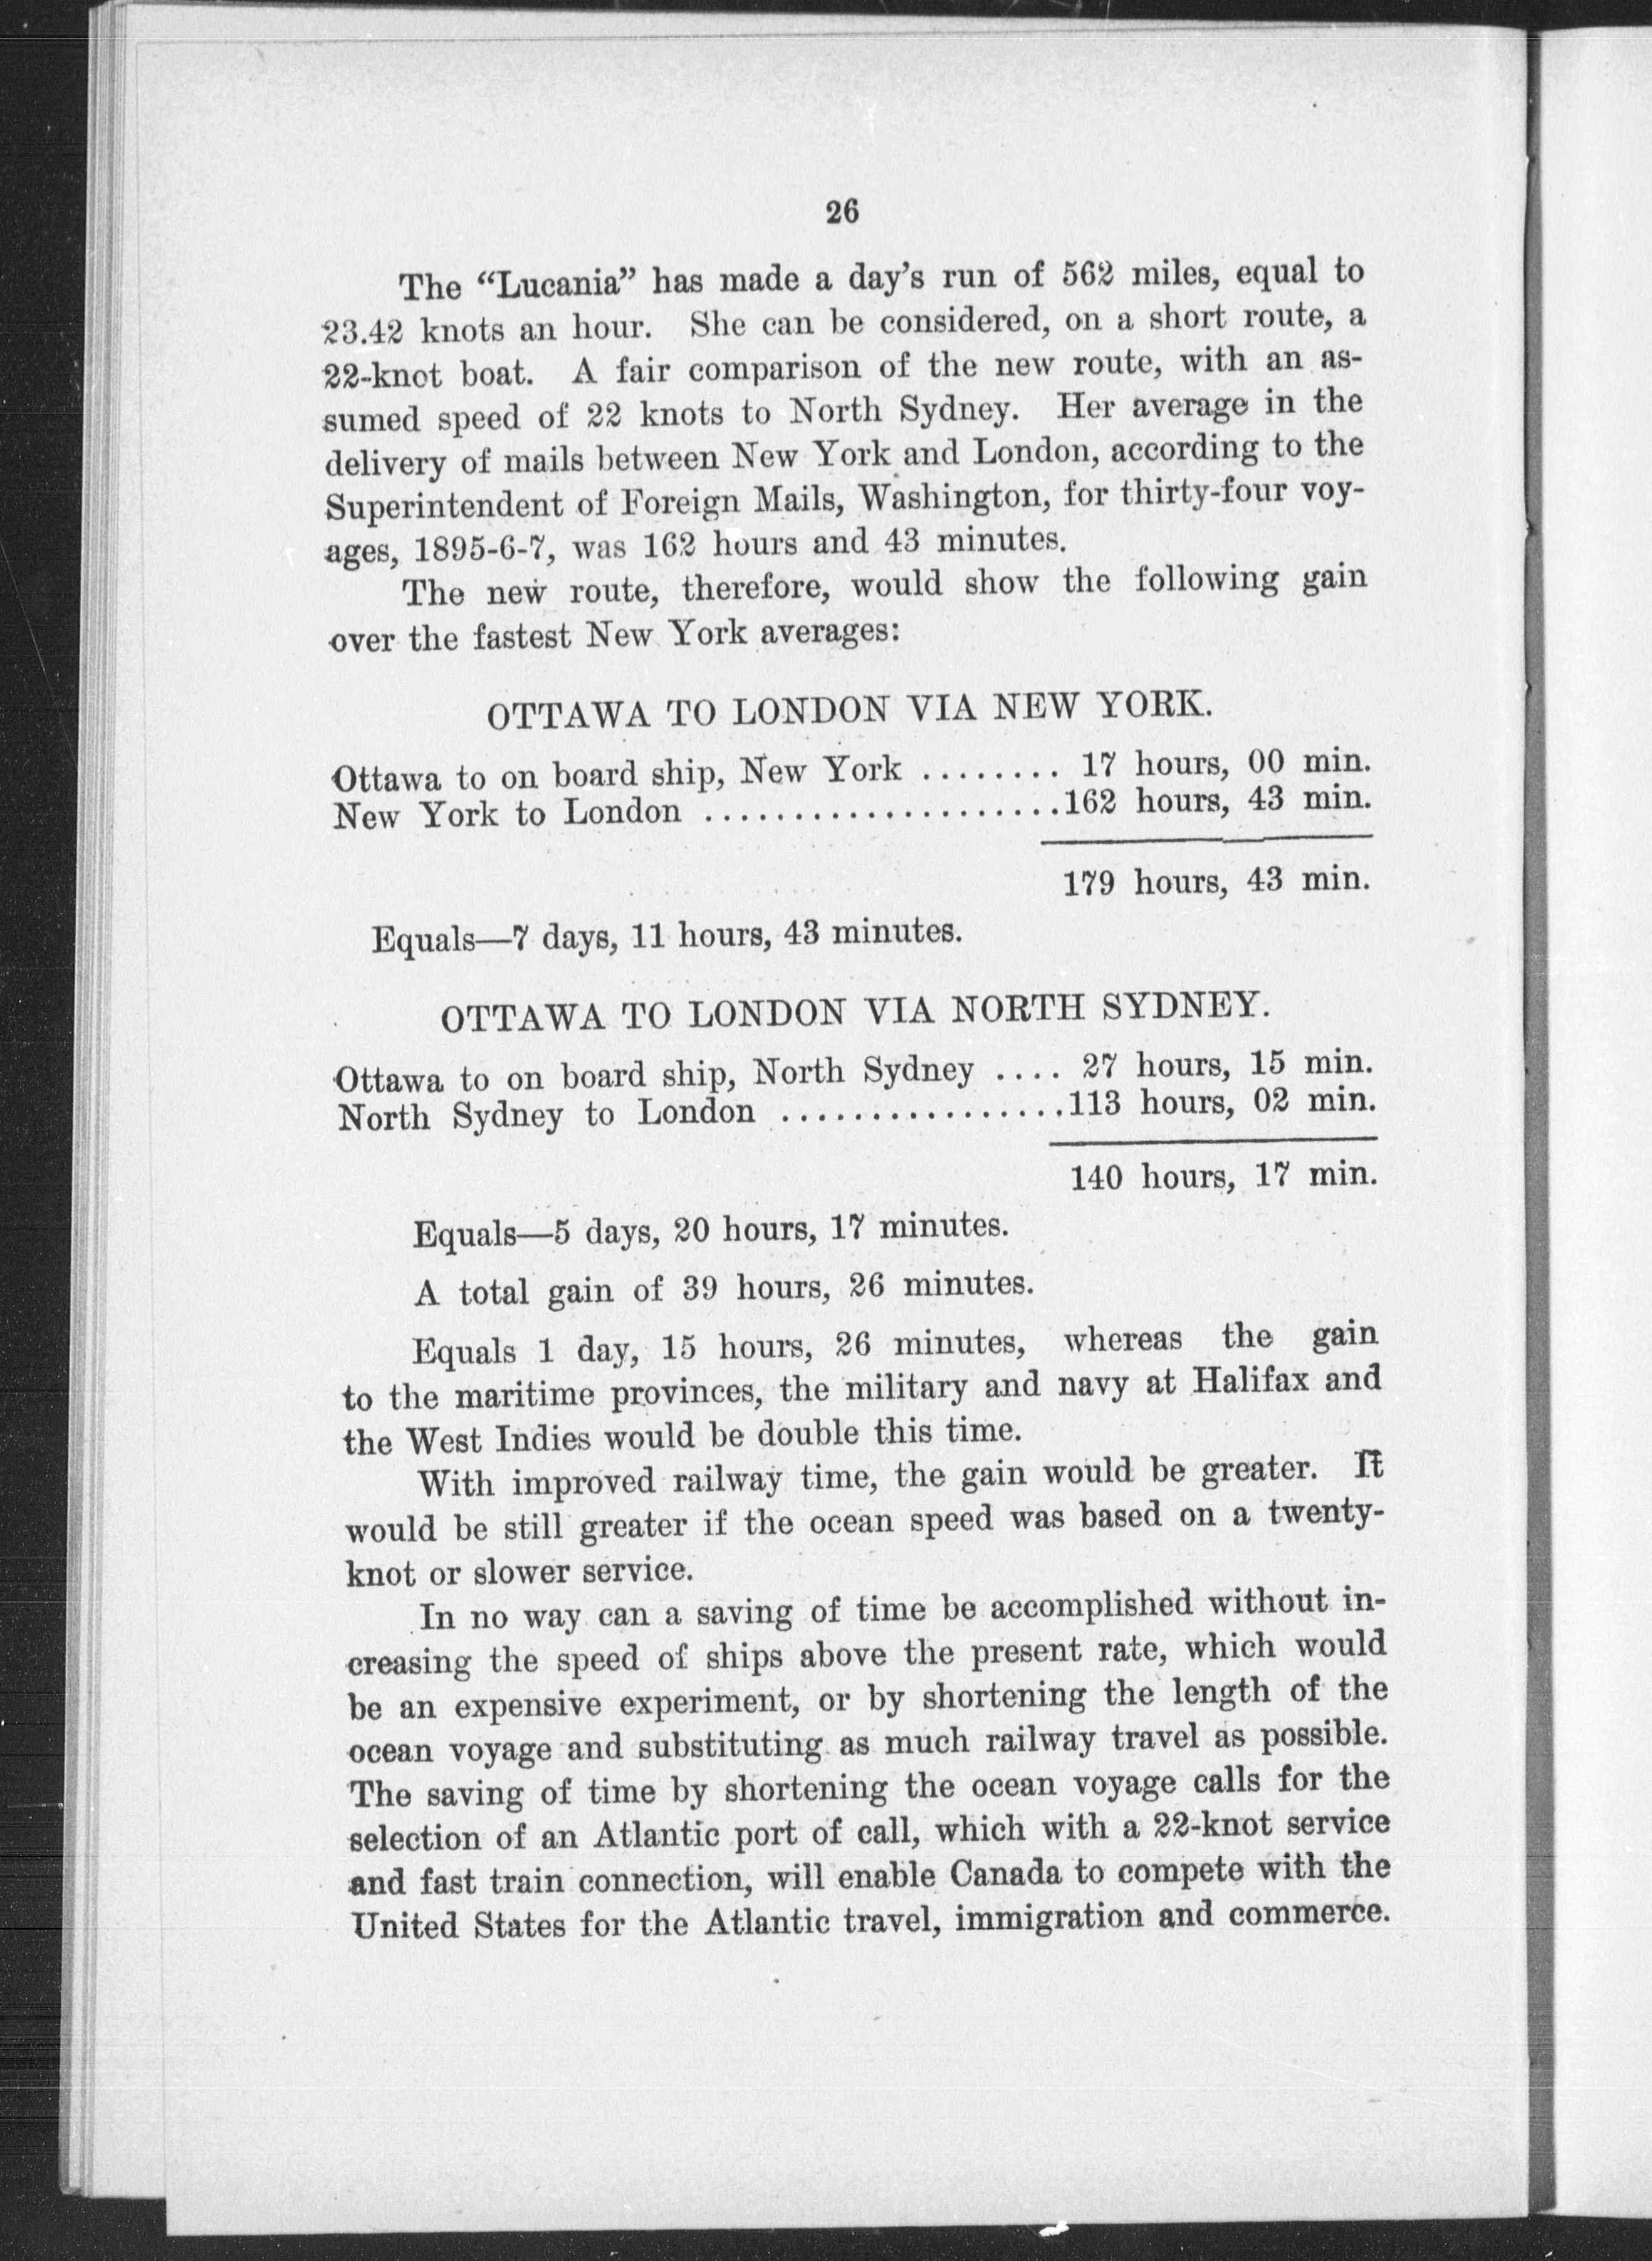 26
The “Lucania” has made a day’s run of 562 miles, equal to
23.42 knots an hour. She can be considered, on a short route, a
22-knot boat. A fair comparison of the new route, with an as-
sumed speed of 22 knots to North Sydney. Her average in the
delivery of mails between New York and London, according to the
Superintendent of Foreign Mails, Washington, for thirty-four voy-
ages, 1895-6-7, was 162 hours and 43 minutes.
The new route, therefore, would show the following gain
over the fastest New York averages:
OTTAWA TO LONDON VIA NEW YORK.
Ottawa to on board ship, New York ........ 17 hours, 00 min.
New York to London ....................162 hours, 43 min.
179 hours, 43 min.
Equals—7 days, 11 hours, 43 minutes.
OTTAWA TO LONDON VIA NORTH SYDNEY.
Ottawa to on board ship, North Sydney .... 27 hours, 15 min.
North Sydney to London ................113 hours, 02 min.
140 hours, 17 min.
Equals—5 days, 20 hours, 17 minutes.
A total gain of 39 hours, 26 minutes.
Equals 1 day, 15 hours, 26 minutes, whereas the gain
to the maritime provinces, the military and navy at Halifax and
the West Indies would be double this time.
With improved railway time, the gain would be greater. It
would be still greater if the ocean speed was based on a twenty-
knot or slower service.
In no way can a saving of time be accomplished without in-
creasing the speed of ships above the present rate, which would
be an expensive experiment, or by shortening the length of the
ocean voyage and substituting as much railway travel as possible.
The saving of time by shortening the ocean voyage calls for the
selection of an Atlantic port of call, which with a 22-knot service
and fast train connection, will enable Canada to compete with the
United States for the Atlantic travel, immigration and commerce.